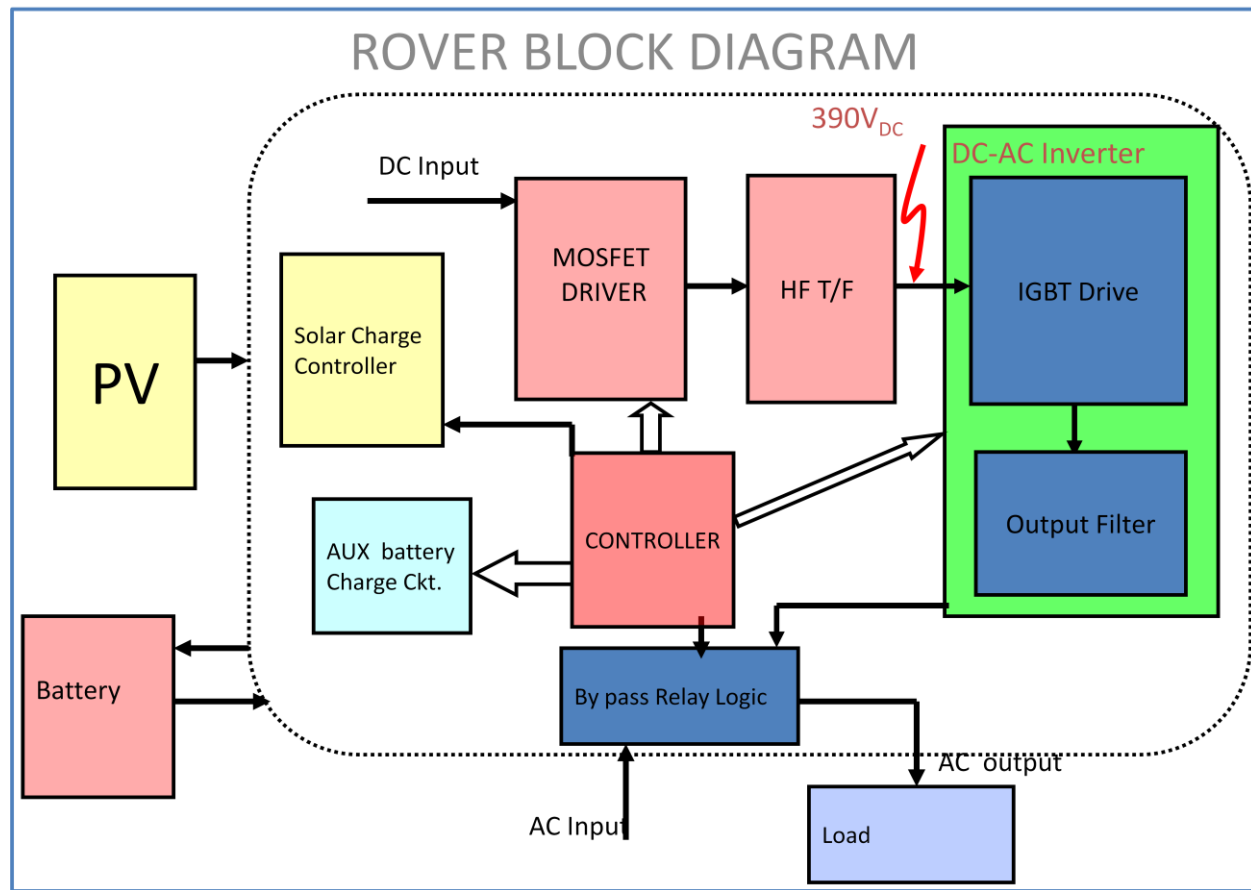 ROVER BLOCK DIAGRAM
390V_DC
DC-AC Inverter
DC Input
MOSFET
DRIVER
HF T/F
IGBT Drive
Solar Charge
Controller
PV
Output Filter
AUX battery
Charge Ckt.
CONTROLLER
Battery
By pass Relay Logic
AC output
AC Input
Load